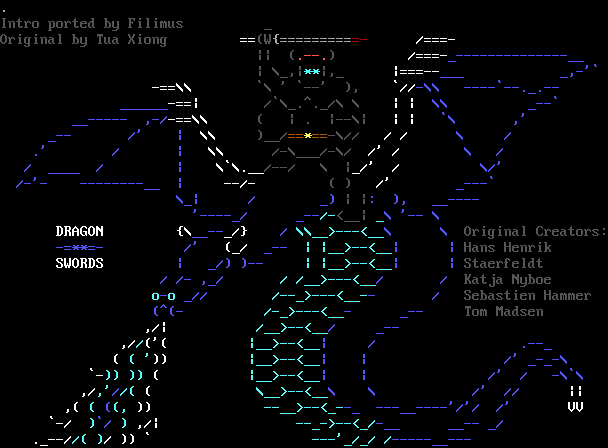 Intro ported by Filimus
Original by Tua Xiong
DRAGON
SWORDS
Original Creators:
Hans Henrik
Staerfeldt
Katja Nyboe
Sebastien Hammer
Tom Madsen